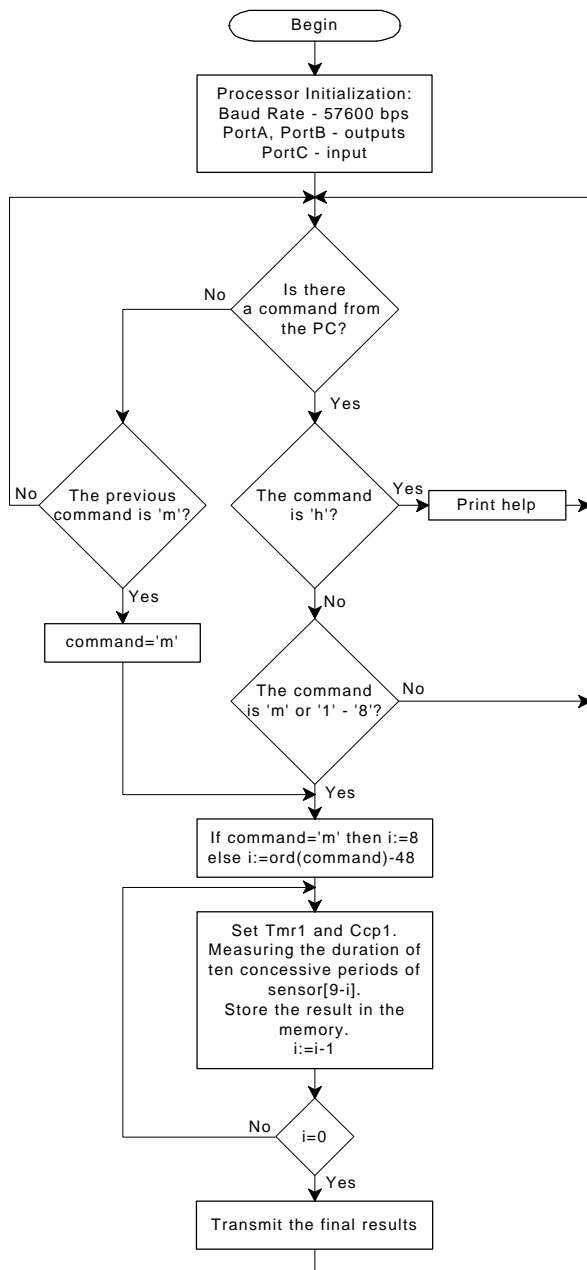 Begin
Processor Initialization:
Baud Rate - 57600 bps
PortA, PortB - outputs
PortC - input
No
Is there
a command from
the PC?
Yes
No
The previous
command is 'm'?
The command
is 'h'?
Yes
Print help
Yes
No
command='m'
The command
is 'm' or '1' - '8'?
No
Yes
If command='m' then i:=8
else i:=ord(command)-48
Set Tmr1 and Ccp1.
Measuring the duration of
ten concessive periods of
sensor[9-i].
Store the result in the
memory.
i:=i-1
No
i=0
Yes
Transmit the final results